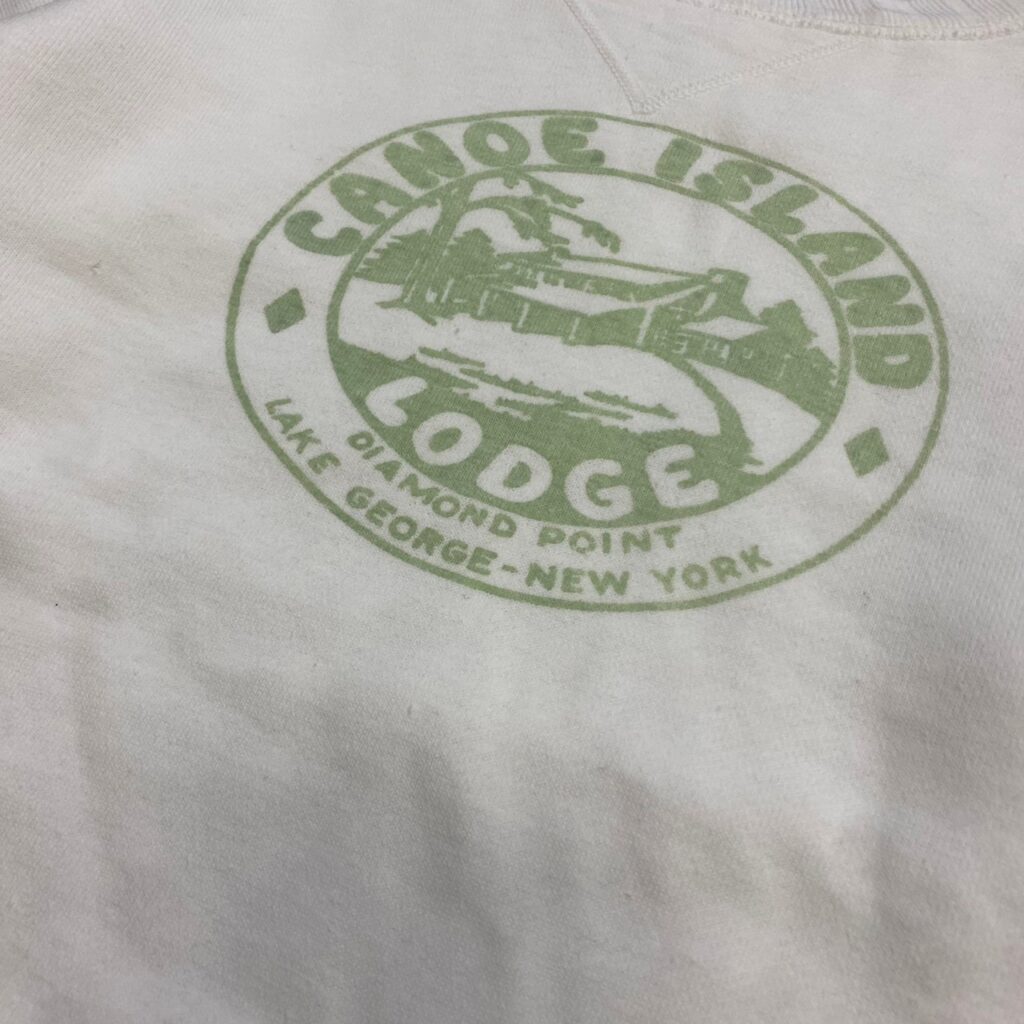 CANOE ISLAND
LODGE
DIAMOND POINT
LAKE GEORGE-NEW YORK